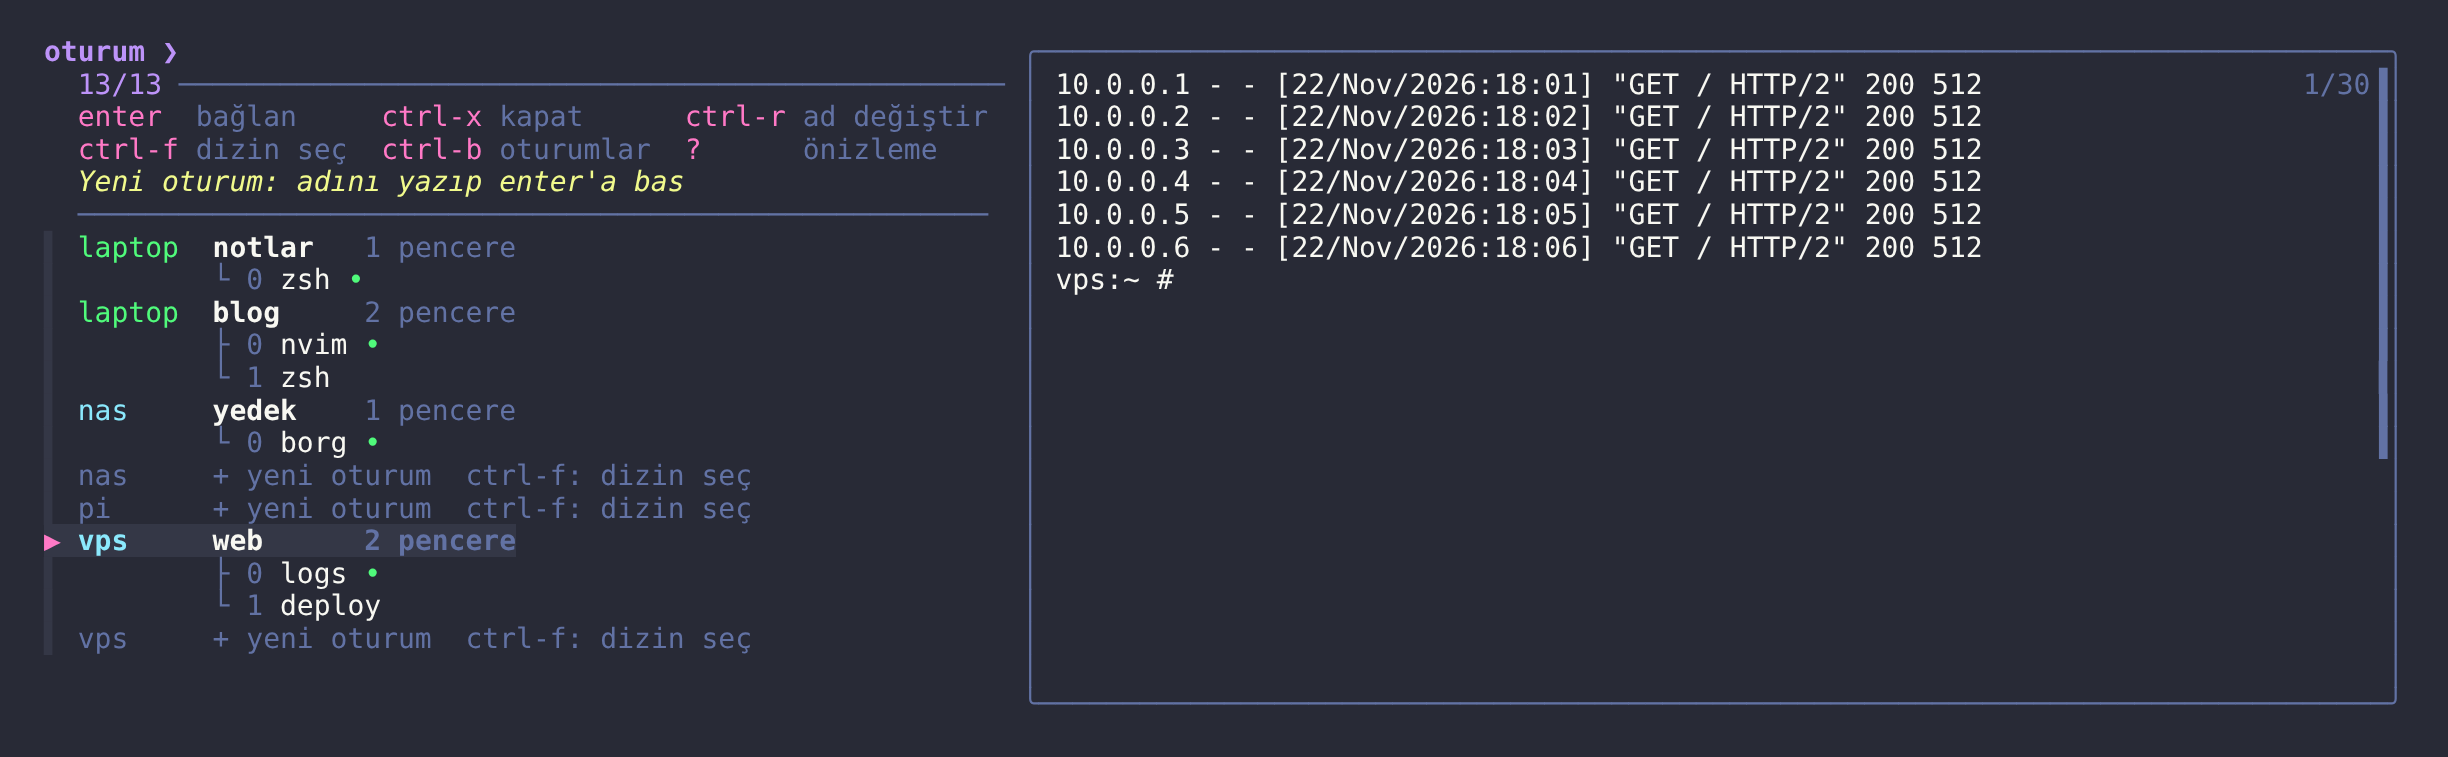 oturum ❯
13/13
enter bağlan ctrl-x kapat ctrl-r ad değiştir
ctrl-f dizin seç ctrl-b oturumlar ? önizleme
Yeni oturum: adını yazıp enter'a bas
laptop notlar 1 pencere
└ 0 zsh •
laptop blog 2 pencere
├ 0 nvim •
└ 1 zsh
nas yedek 1 pencere
└ 0 borg •
nas + yeni oturum ctrl-f: dizin seç
pi + yeni oturum ctrl-f: dizin seç
▶ vps web 2 pencere
├ 0 logs •
└ 1 deploy
vps + yeni oturum ctrl-f: dizin seç
10.0.0.1 - - [22/Nov/2026:18:01] "GET / HTTP/2" 200 512 1/30
10.0.0.2 - - [22/Nov/2026:18:02] "GET / HTTP/2" 200 512
10.0.0.3 - - [22/Nov/2026:18:03] "GET / HTTP/2" 200 512
10.0.0.4 - - [22/Nov/2026:18:04] "GET / HTTP/2" 200 512
10.0.0.5 - - [22/Nov/2026:18:05] "GET / HTTP/2" 200 512
10.0.0.6 - - [22/Nov/2026:18:06] "GET / HTTP/2" 200 512
vps:~ #